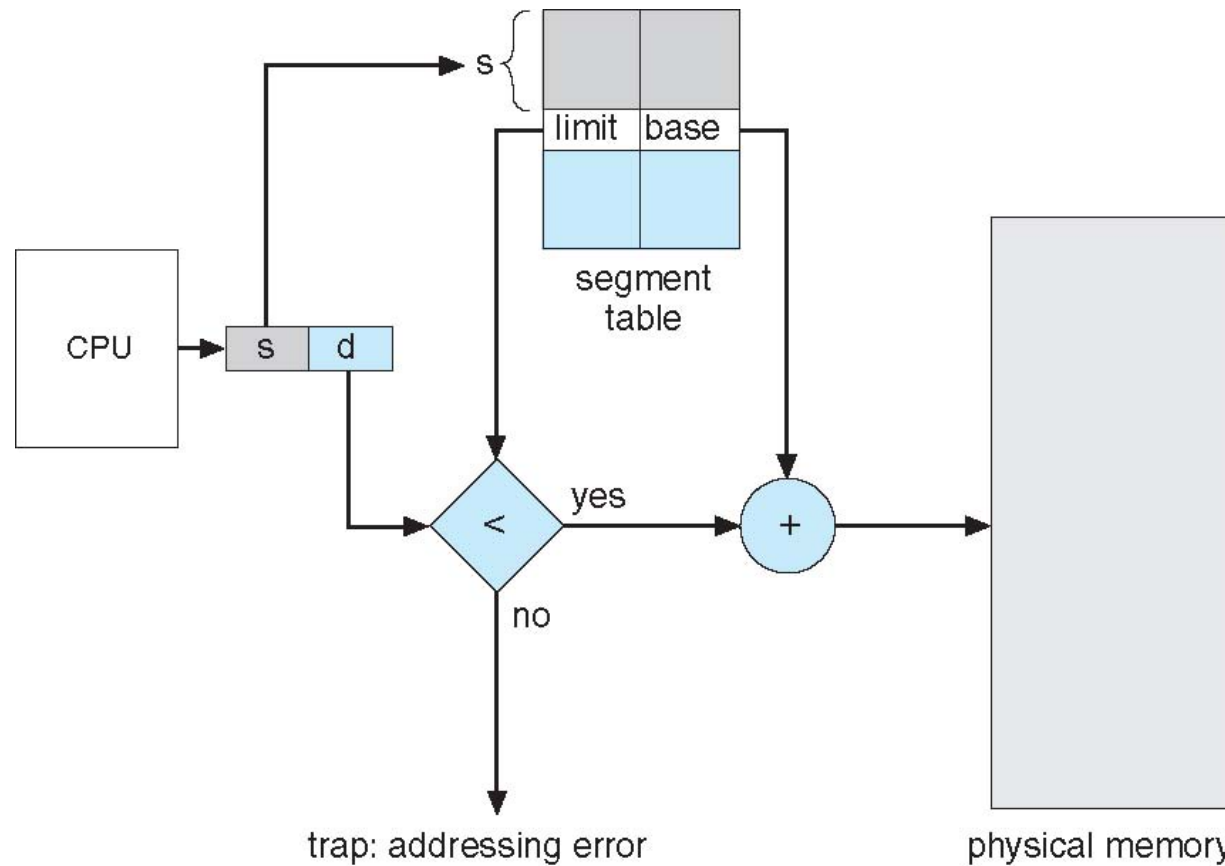 s
limit base
segment
table
CPU
s d
<
yes
+
no
trap: addressing error
physical memory